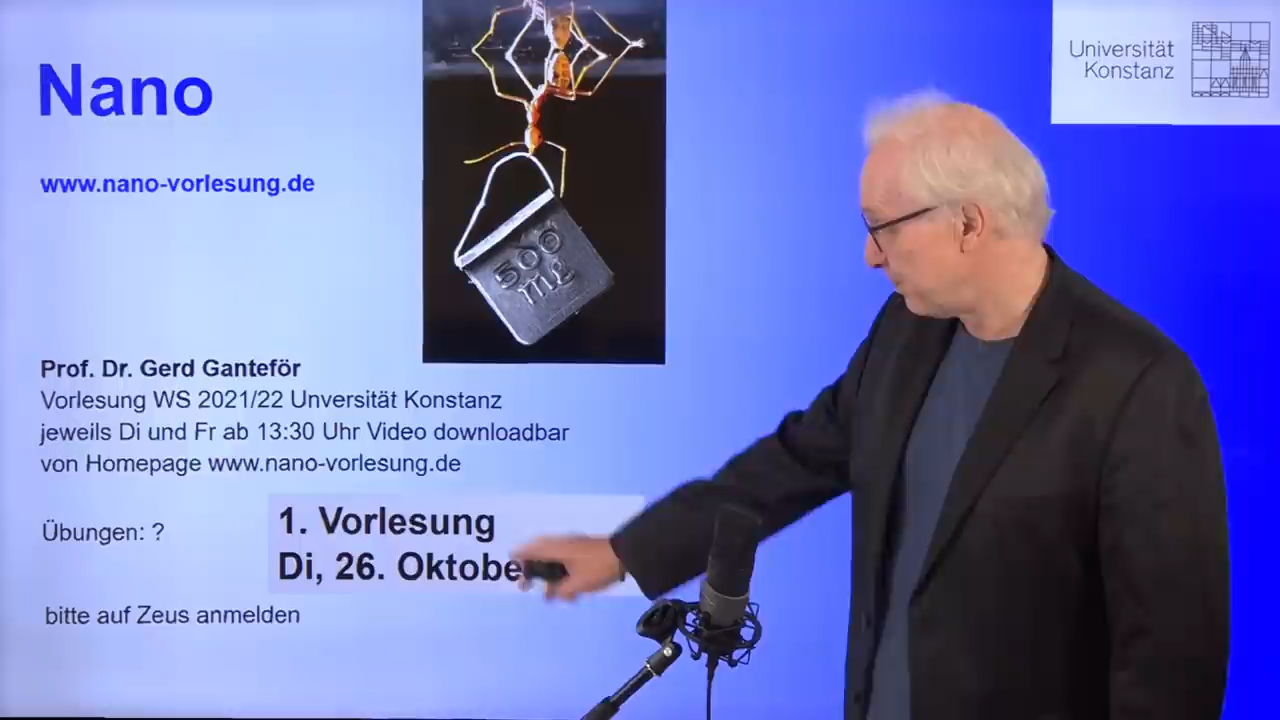 Nano
www.nano-vorlesung.de
500
mg
Universität
Konstanz
Prof. Dr. Gerd Ganteför
Vorlesung WS 2021/22 Unversität Konstanz
jeweils Di und Fr ab 13:30 Uhr Video downloadbar
von Homepage www.nano-vorlesung.de
Übungen: ?
1. Vorlesung
Di, 26. Oktobe
bitte auf Zeus anmelden